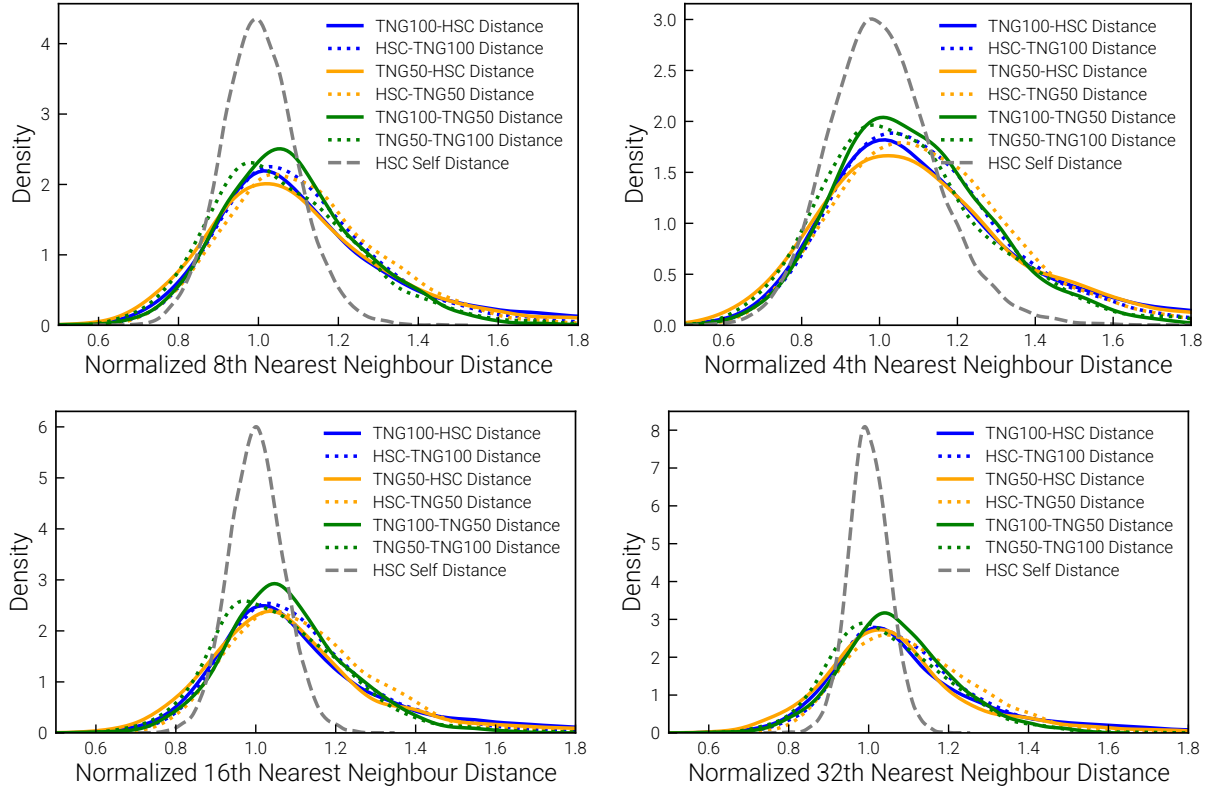 Density
4
3
2
1
0
0.6 0.8 1.0 1.2 1.4 1.6 1.8
Normalized 8th Nearest Neighbour Distance
TNG100-HSC Distance
HSC-TNG100 Distance
TNG50-HSC Distance
HSC-TNG50 Distance
TNG100-TNG50 Distance
TNG50-TNG100 Distance
HSC Self Distance
Density
3.0
2.5
2.0
1.5
1.0
0.5
0.0
0.6 0.8 1.0 1.2 1.4 1.6 1.8
Normalized 4th Nearest Neighbour Distance
TNG100-HSC Distance
HSC-TNG100 Distance
TNG50-HSC Distance
HSC-TNG50 Distance
TNG100-TNG50 Distance
TNG50-TNG100 Distance
HSC Self Distance
Density
6
5
4
3
2
1
0
0.6 0.8 1.0 1.2 1.4 1.6 1.8
Normalized 16th Nearest Neighbour Distance
TNG100-HSC Distance
HSC-TNG100 Distance
TNG50-HSC Distance
HSC-TNG50 Distance
TNG100-TNG50 Distance
TNG50-TNG100 Distance
HSC Self Distance
Density
8
7
6
5
4
3
2
1
0
0.6 0.8 1.0 1.2 1.4 1.6 1.8
Normalized 32th Nearest Neighbour Distance
TNG100-HSC Distance
HSC-TNG100 Distance
TNG50-HSC Distance
HSC-TNG50 Distance
TNG100-TNG50 Distance
TNG50-TNG100 Distance
HSC Self Distance